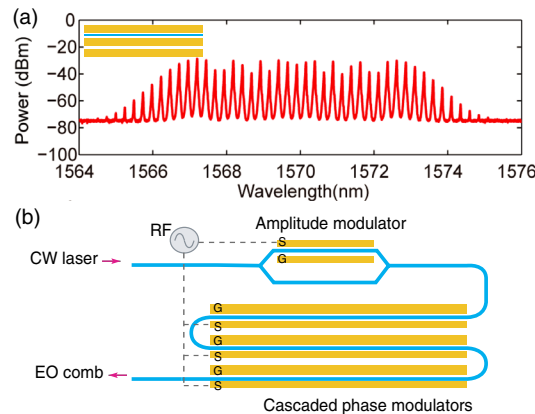 (a)
Power (dBm)
0
−20
−40
−60
−80
−100
1564 1566 1568 1570 1572 1574 1576
Wavelength(nm)
(b)
RF
Amplitude modulator
S
G
CW laser
G
S
G
S
G
S
EO comb
Cascaded phase modulators